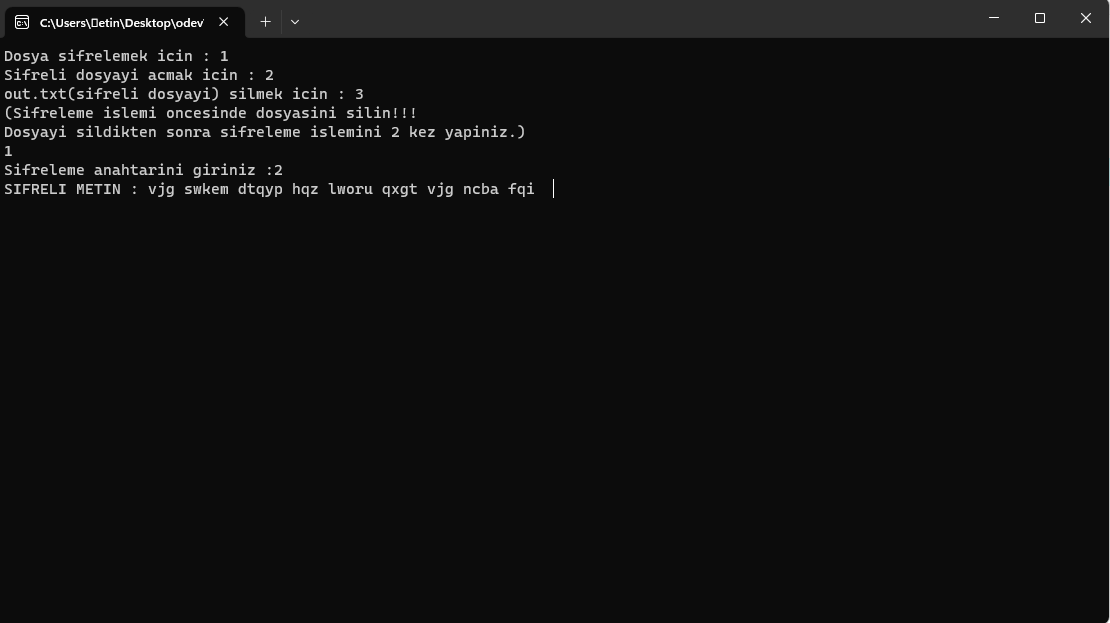 C:\Users\▯etin\Desktop\odev
Dosya sifrelemek icin : 1
Sifreli dosyayi acmak icin : 2
out.txt(sifreli dosyayi) silmek icin : 3
(Sifreleme islemi oncesinde dosyasini silin!!!
Dosyayi sildikten sonra sifreleme islemini 2 kez yapiniz.)
1
Sifreleme anahtarini giriniz :2
SIFRELI METIN : vjg swkem dtqyp hqz lworu qxgt vjg ncba fqi